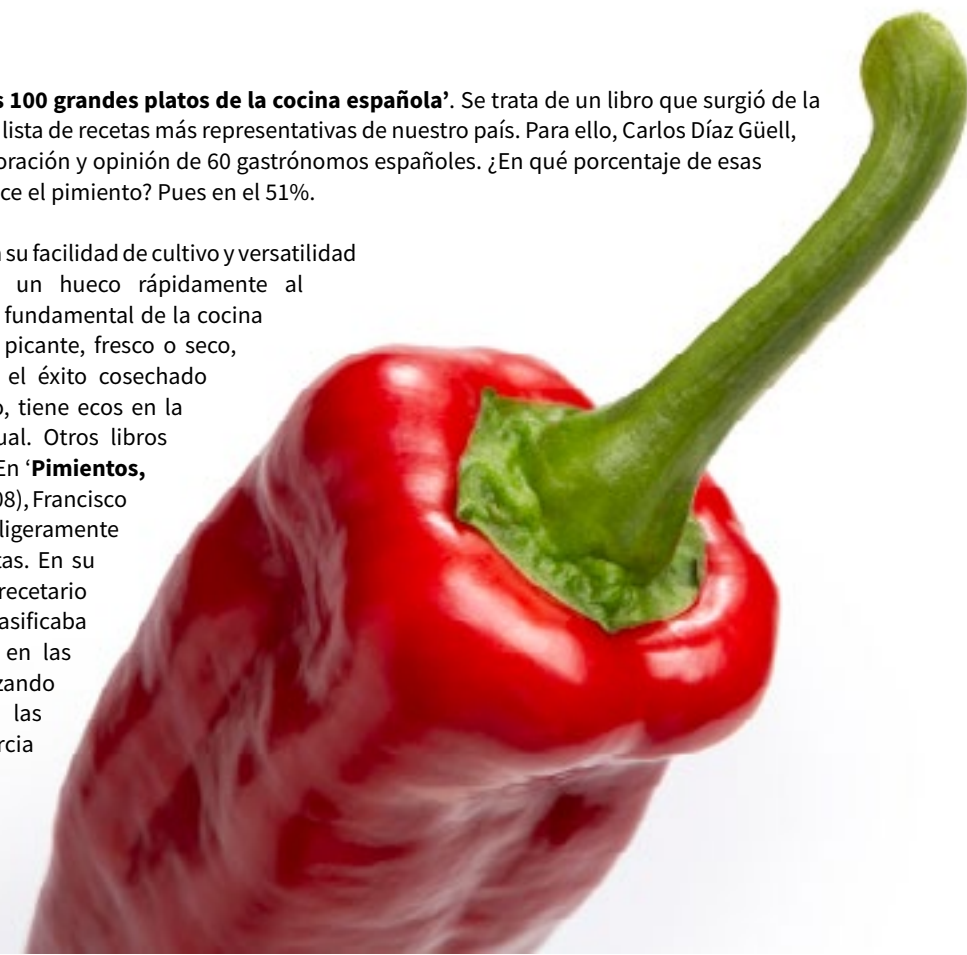 s 100 grandes platos de la cocina española’. Se trata de un libro que surgió de la
lista de recetas más representativas de nuestro país. Para ello, Carlos Díaz Güell,
oración y opinión de 60 gastrónomos españoles. ¿En qué porcentaje de esas
ce el pimiento? Pues en el 51%.
su facilidad de cultivo y versatilidad
un hueco rápidamente al
fundamental de la cocina
picante, fresco o seco,
el éxito cosechado
o, tiene ecos en la
ual. Otros libros
En ‘Pimientos,
08), Francisco
ligeramente
tas. En su
recetario
asificaba
en las
zando
las
rcia